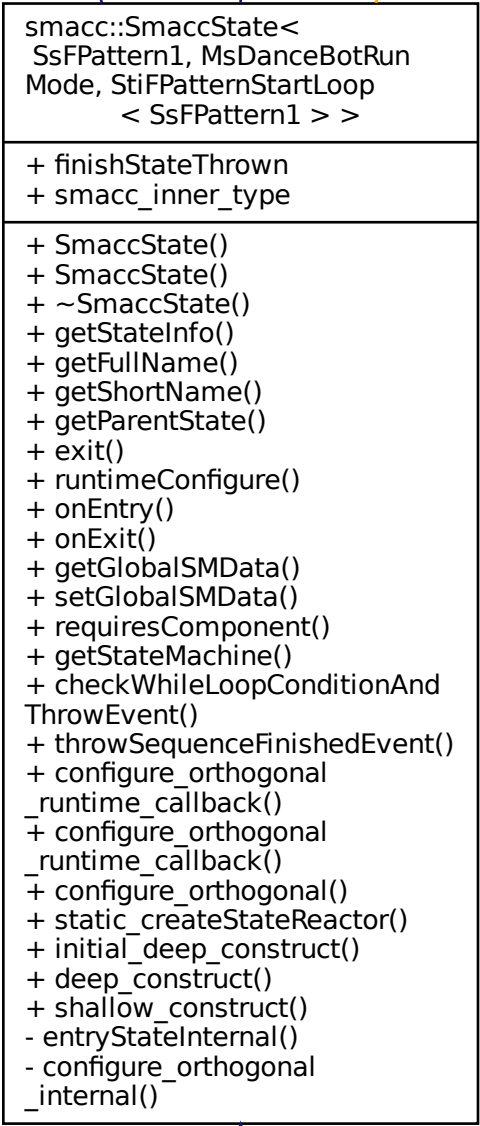 smacc::SmaccState<
SsFPattern1, MsDanceBotRun
Mode, StiFPatternStartLoop
< SsFPattern1 > >
+ finishStateThrown
+ smacc_inner_type
+ SmaccState()
+ SmaccState()
+ ~SmaccState()
+ getStateInfo()
+ getFullName()
+ getShortName()
+ getParentState()
+ exit()
+ runtimeConfigure()
+ onEntry()
+ onExit()
+ getGlobalSMData()
+ setGlobalSMData()
+ requiresComponent()
+ getStateMachine()
+ checkWhileLoopConditionAnd
ThrowEvent()
+ throwSequenceFinishedEvent()
+ configure_orthogonal
_runtime_callback()
+ configure_orthogonal
_runtime_callback()
+ configure_orthogonal()
+ static_createStateReactor()
+ initial_deep_construct()
+ deep_construct()
+ shallow_construct()
- entryStateInternal()
- configure_orthogonal
_internal()